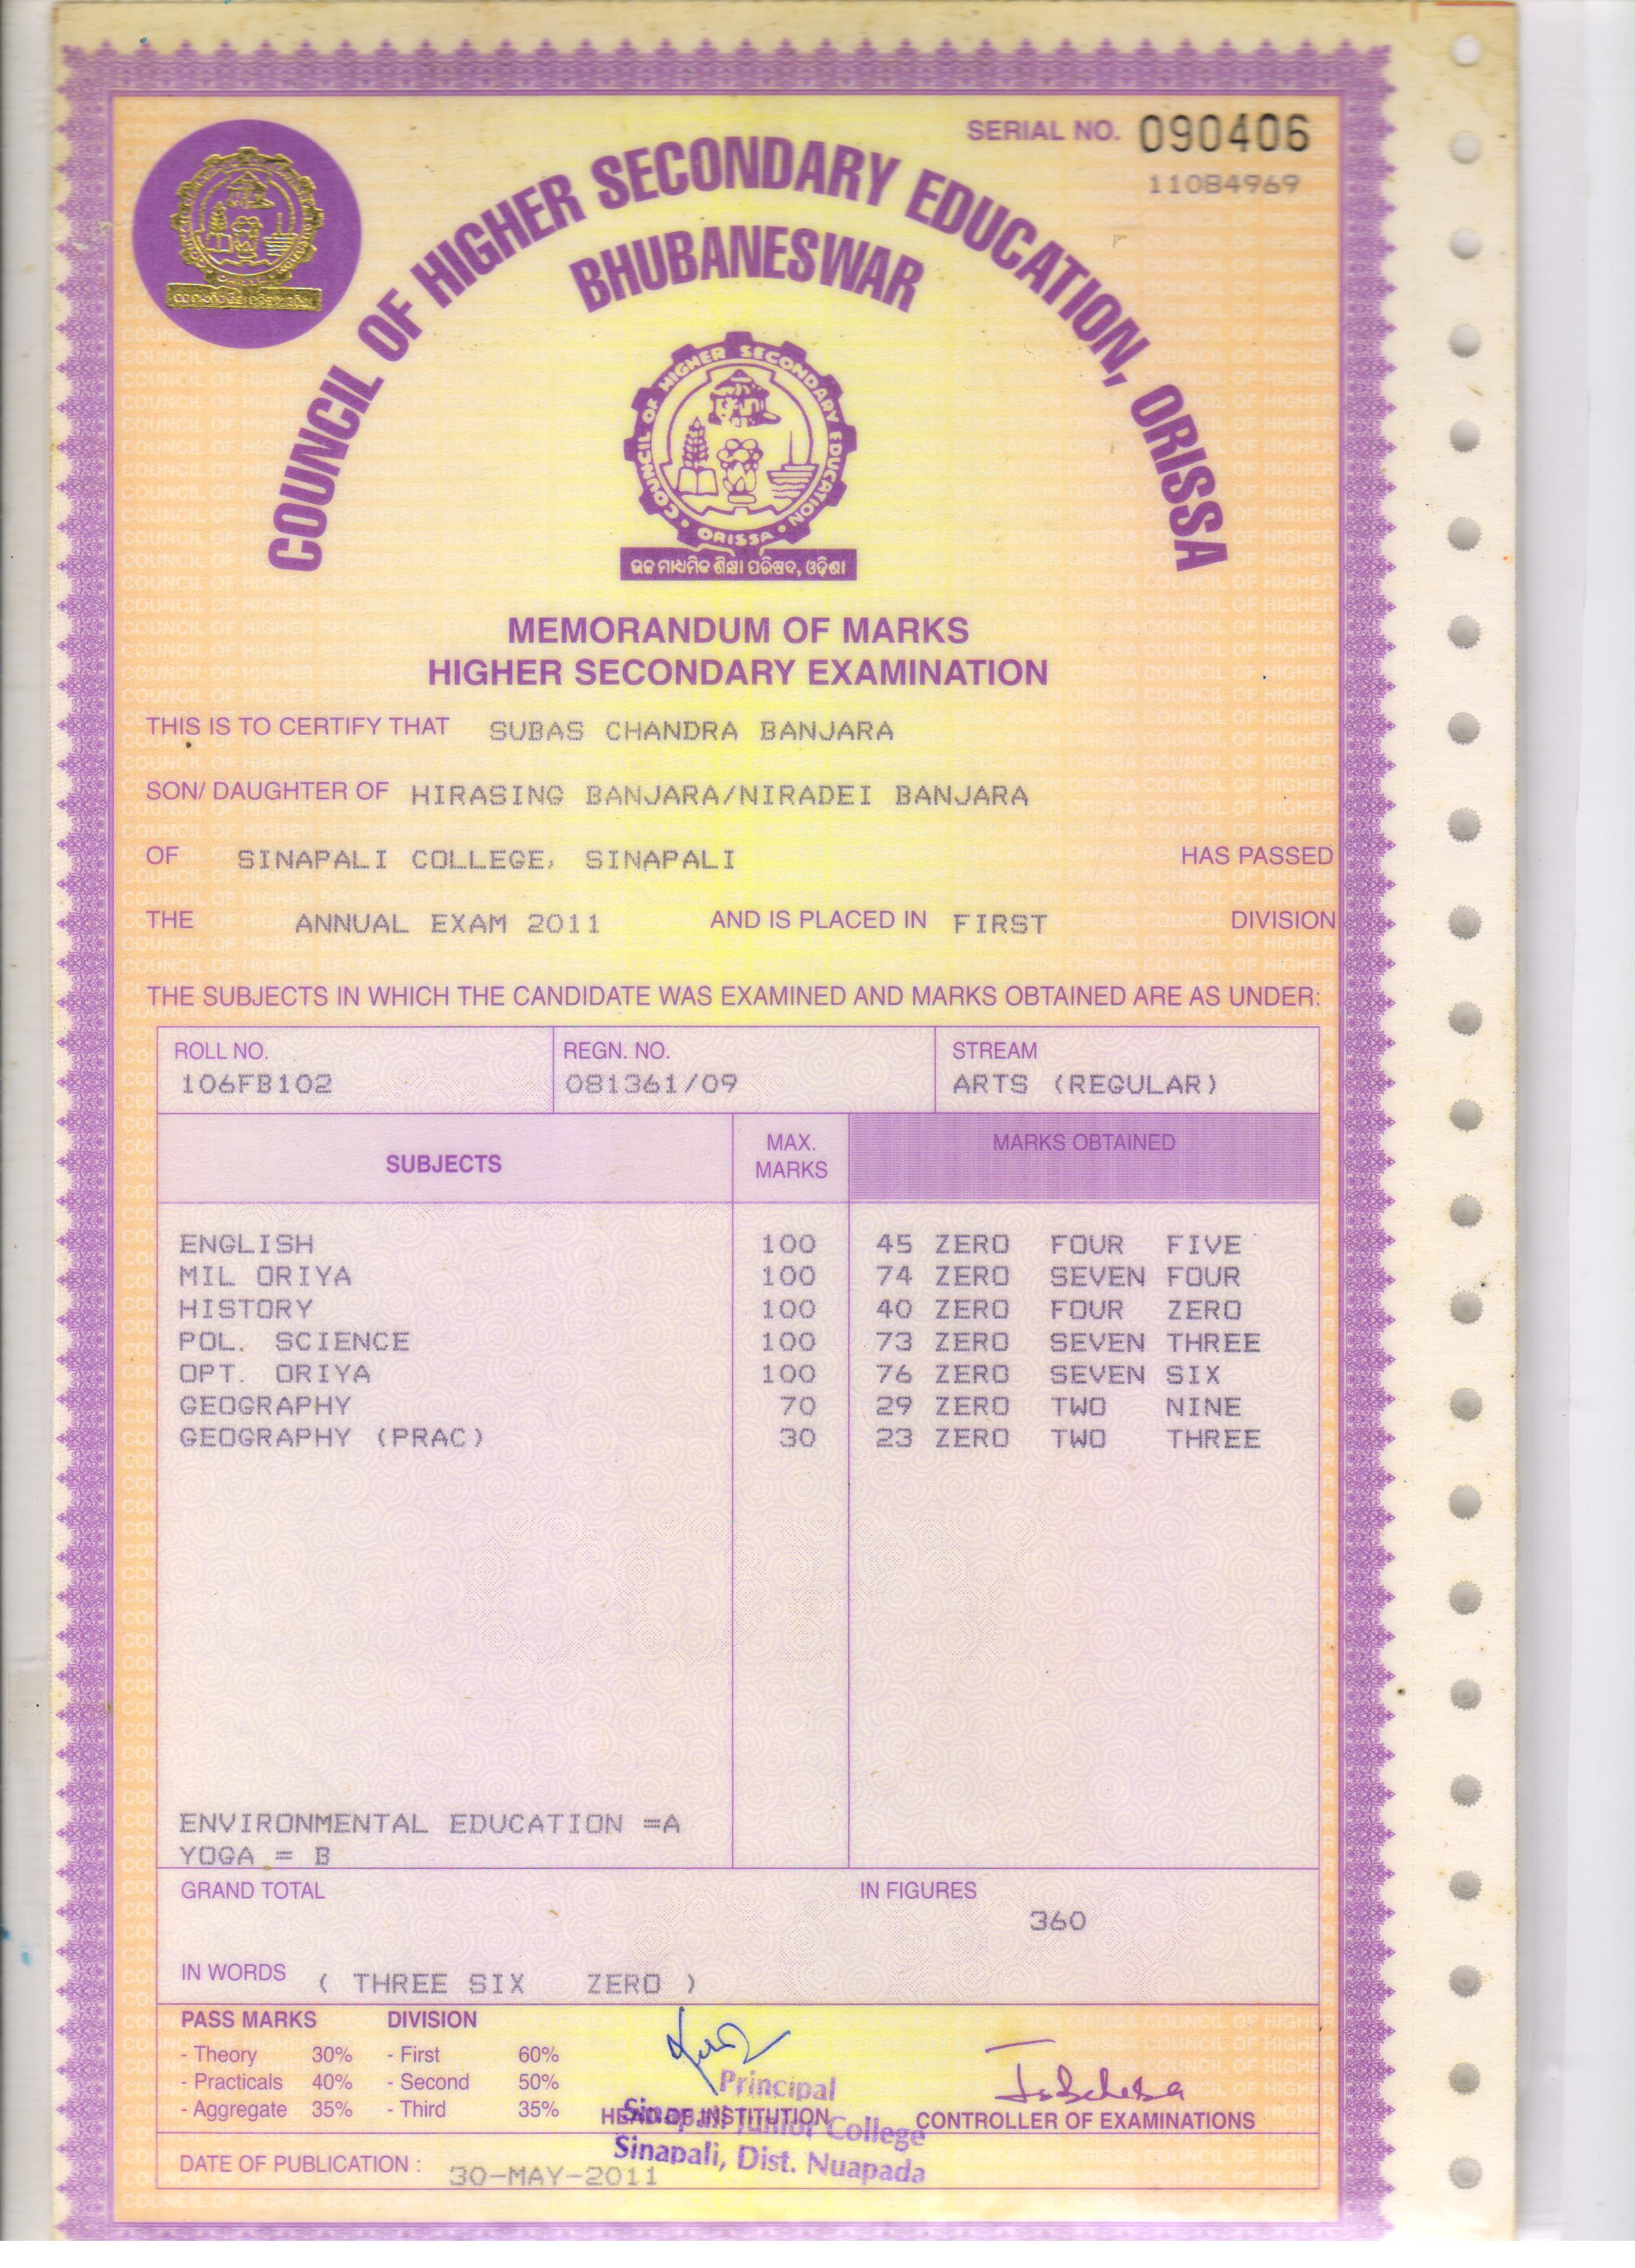 SERIAL NO. 090406
110B4969
COUNCIL OF HIGHER SECONDARY EDUCATION, ORISSA
BHUBANESWAR
COUNCIL OF HIGHER SECONDARY EDUCATION
ORISSA
ଉଚ୍ଚ ମାଧ୍ୟମିକ ଶିକ୍ଷା ପରିଷଦ, ଓଡ଼ିଶା
MEMORANDUM OF MARKS
HIGHER SECONDARY EXAMINATION
THIS IS TO CERTIFY THAT SUBAS CHANDRA BANJARA
SON/ DAUGHTER OF HIRASING BANJARA/NIRADEI BANJARA
OF SINAPALI COLLEGE, SINAPALI HAS PASSED
THE ANNUAL EXAM 2011 AND IS PLACED IN FIRST DIVISION
THE SUBJECTS IN WHICH THE CANDIDATE WAS EXAMINED AND MARKS OBTAINED ARE AS UNDER:
ROLL NO. REGN. NO. STREAM
106FB102 081361/09 ARTS (REGULAR)
SUBJECTS MAX. MARKS MARKS OBTAINED
ENGLISH 100 45 ZERO FOUR FIVE
MIL ORIYA 100 74 ZERO SEVEN FOUR
HISTORY 100 40 ZERO FOUR ZERO
POL. SCIENCE 100 73 ZERO SEVEN THREE
OPT. ORIYA 100 76 ZERO SEVEN SIX
GEOGRAPHY 70 29 ZERO TWO NINE
GEOGRAPHY (PRAC) 30 23 ZERO TWO THREE
ENVIRONMENTAL EDUCATION =A
YOGA = B
GRAND TOTAL IN FIGURES
360
IN WORDS ( THREE SIX ZERO )
PASS MARKS DIVISION
- Theory 30% - First 60%
- Practicals 40% - Second 50%
- Aggregate 35% - Third 35%
Principal
HEAD OF INSTITUTION CONTROLLER OF EXAMINATIONS
Sinapali Junior College
Sinapali, Dist. Nuapada
DATE OF PUBLICATION : 30-MAY-2011